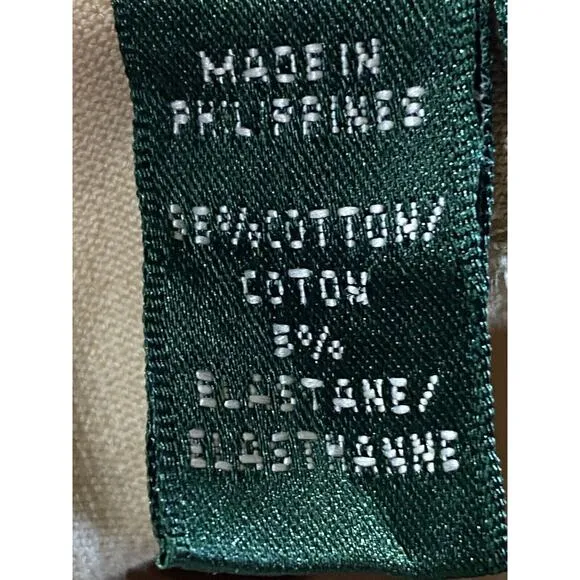 MADE IN
PHILIPPINES
95%COTTON/
COTON
5%
ELASTANE/
ELASTHANNE